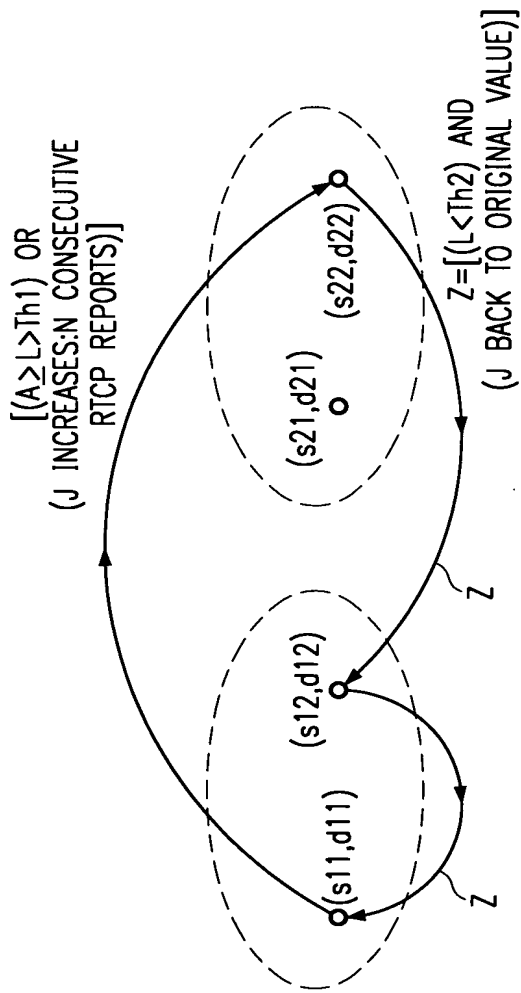 [(A≥L>Th1) OR
(J INCREASES:N CONSECUTIVE
RTCP REPORTS)]
(s11,d11)
(s12,d12)
(s21,d21)
(s22,d22)
Z
Z
Z=[(L<Th2) AND
(J BACK TO ORIGINAL VALUE)]